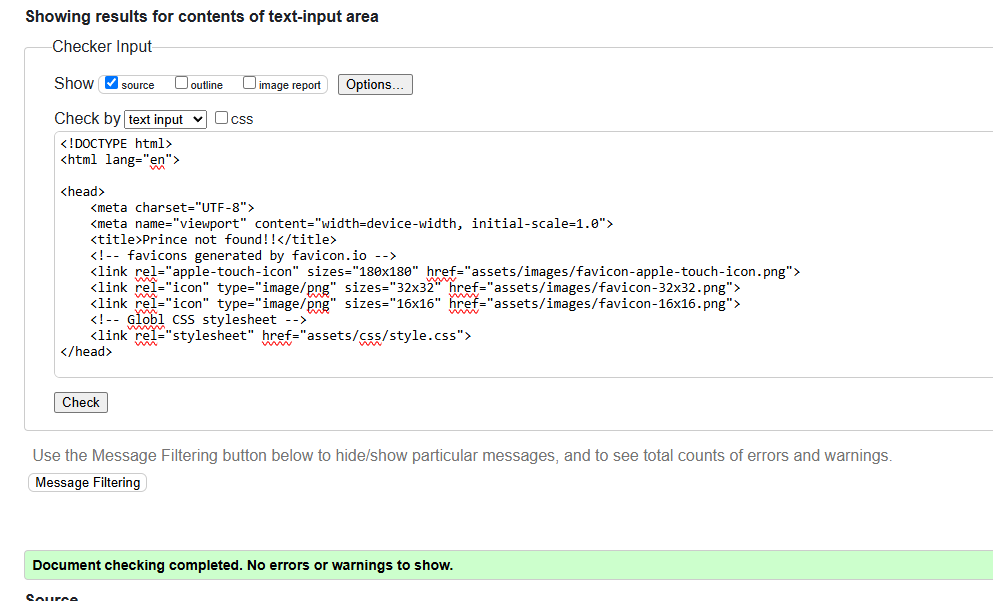 Showing results for contents of text-input area
Checker Input
Show source outline image report Options...
Check by text input css
<!DOCTYPE html>
<html lang="en">
<head>
<meta charset="UTF-8">
<meta name="viewport" content="width=device-width, initial-scale=1.0">
<title>Prince not found!!</title>
<!-- favicons generated by favicon.io -->
<link rel="apple-touch-icon" sizes="180x180" href="assets/images/favicon-apple-touch-icon.png">
<link rel="icon" type="image/png" sizes="32x32" href="assets/images/favicon-32x32.png">
<link rel="icon" type="image/png" sizes="16x16" href="assets/images/favicon-16x16.png">
<!-- Globl CSS stylesheet -->
<link rel="stylesheet" href="assets/css/style.css">
</head>
Check
Use the Message Filtering button below to hide/show particular messages, and to see total counts of errors and warnings.
Message Filtering
Document checking completed. No errors or warnings to show.
Source